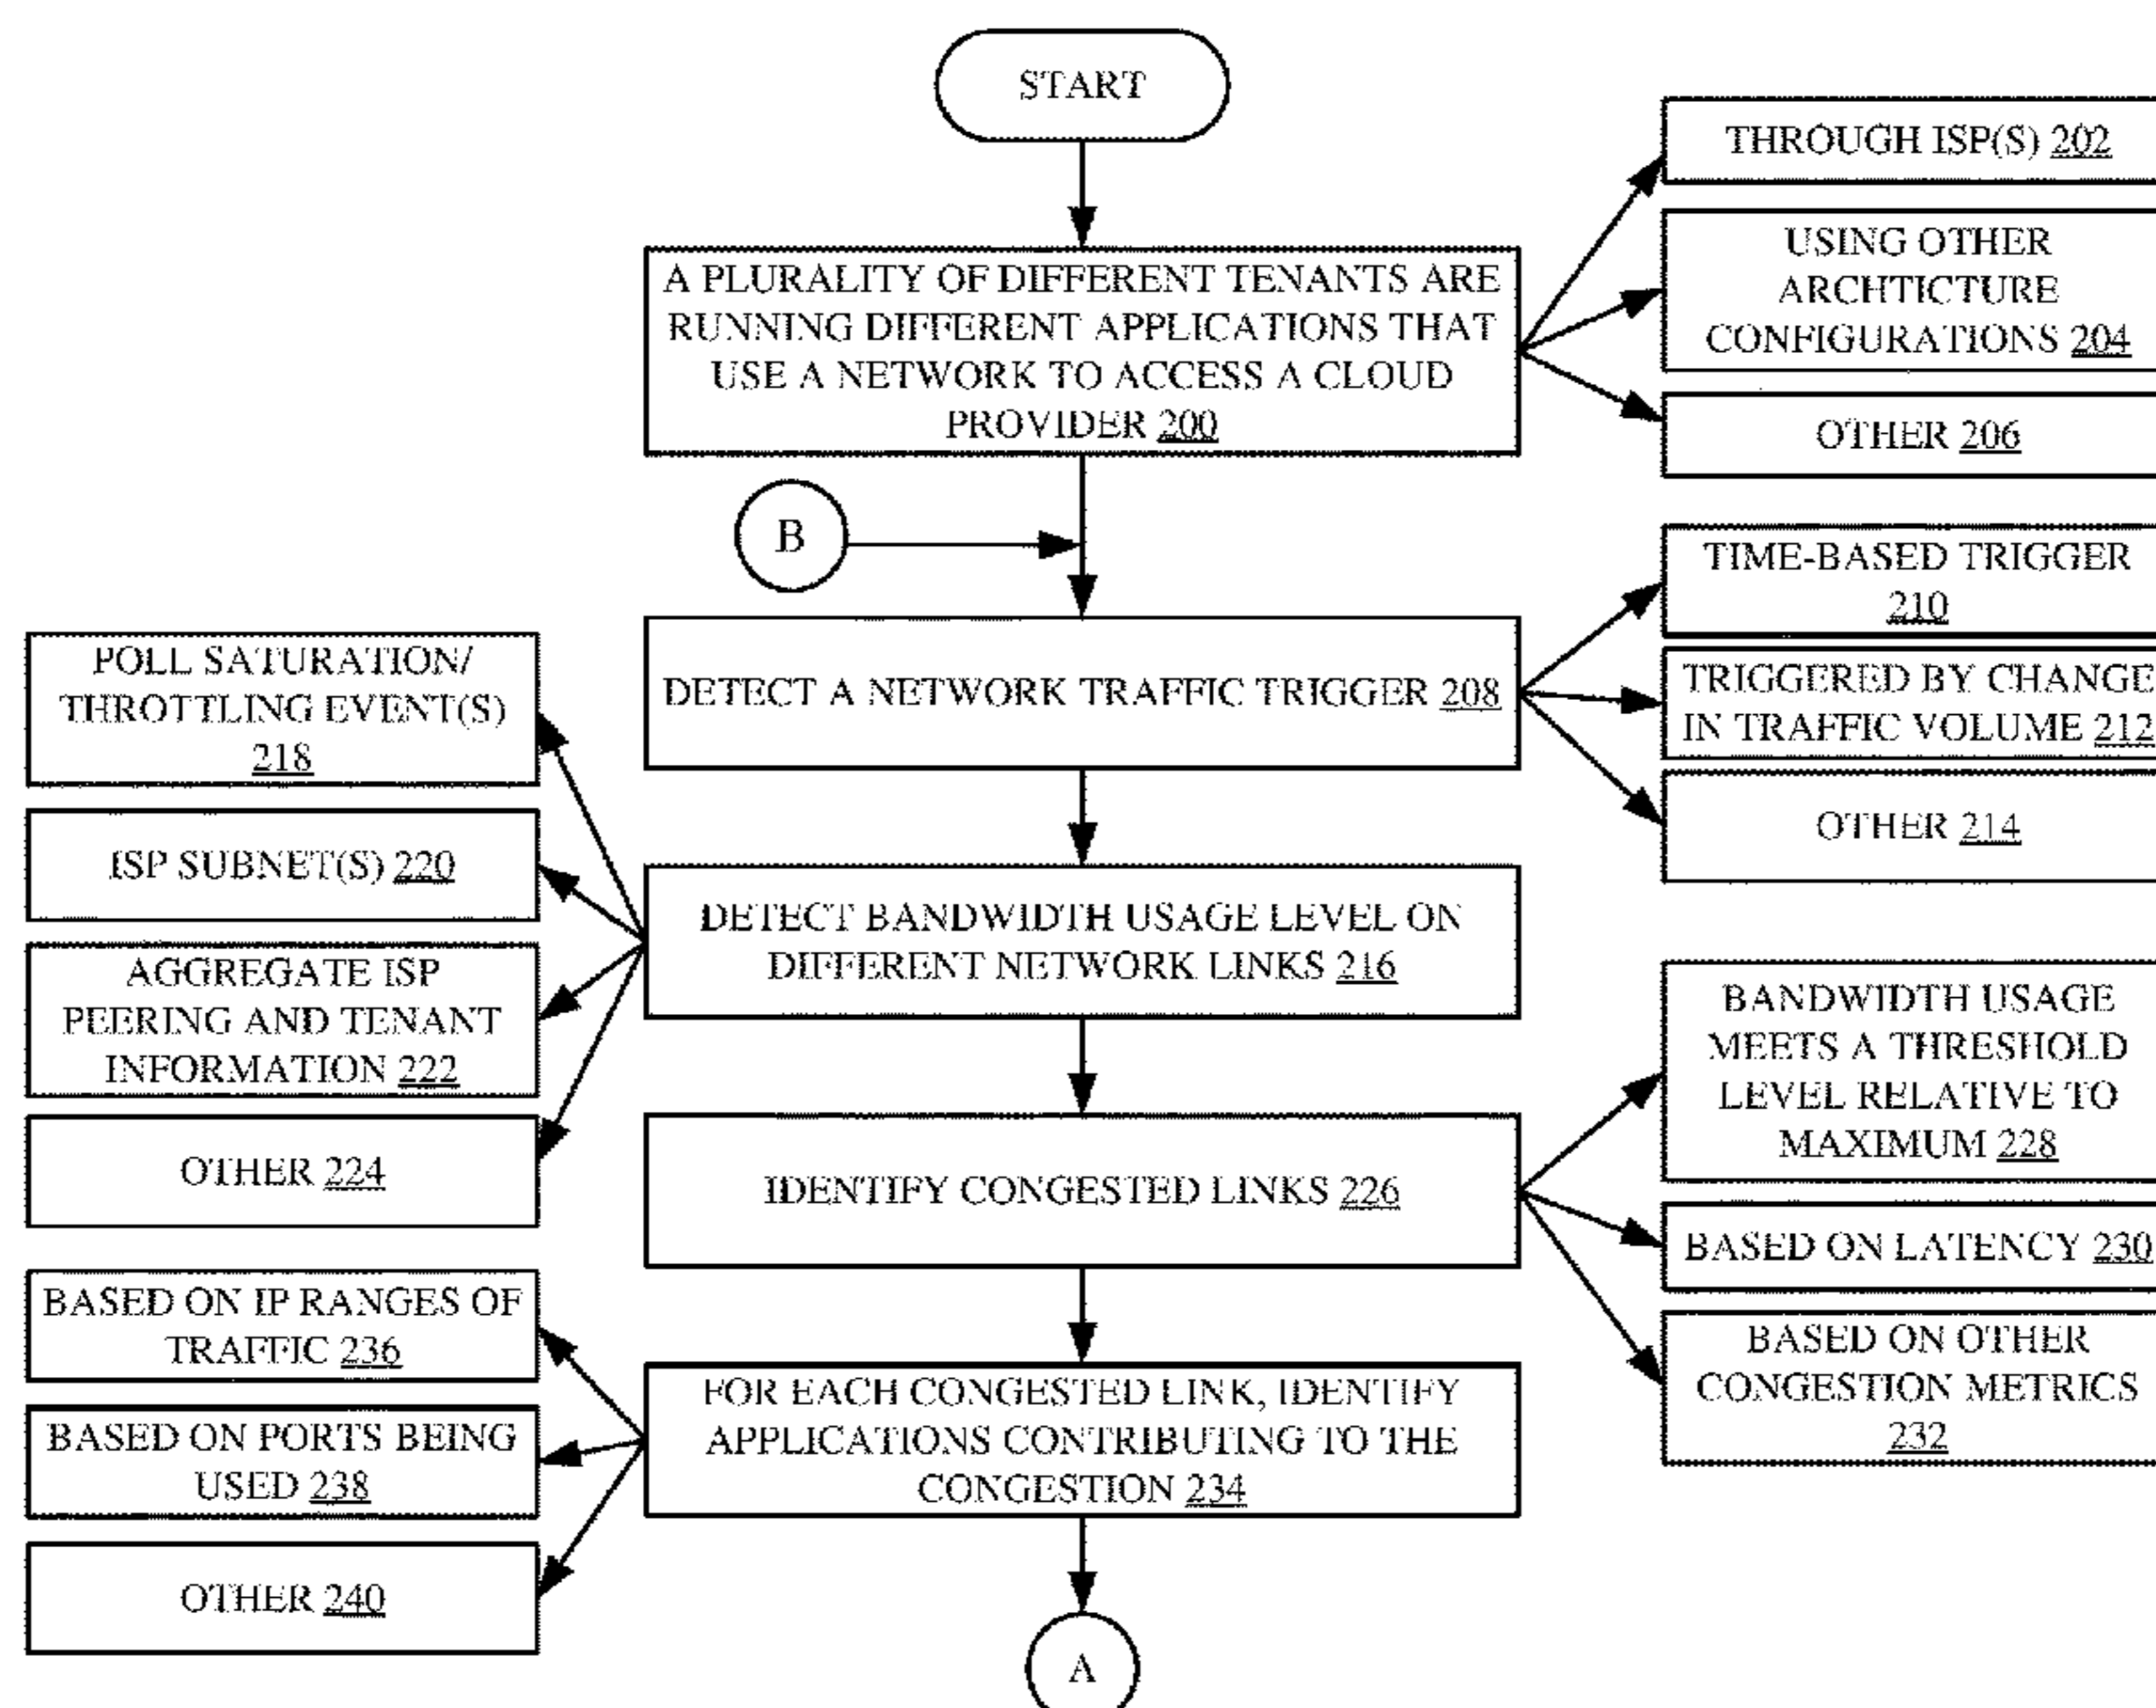 START
THROUGH ISP(S) 202
A PLURALITY OF DIFFERENT TENANTS ARE
RUNNING DIFFERENT APPLICATIONS THAT
USE A NETWORK TO ACCESS A CLOUD
PROVIDER 200
USING OTHER
ARCHTICTURE
CONFIGURATIONS 204
OTHER 206
B
TIME-BASED TRIGGER
210
DETECT A NETWORK TRAFFIC TRIGGER 208
TRIGGERED BY CHANGE
IN TRAFFIC VOLUME 212
OTHER 214
POLL SATURATION/
THROTTLING EVENT(S)
218
ISP SUBNET(S) 220
DETECT BANDWIDTH USAGE LEVEL ON
DIFFERENT NETWORK LINKS 216
AGGREGATE ISP
PEERING AND TENANT
INFORMATION 222
OTHER 224
IDENTIFY CONGESTED LINKS 226
BANDWIDTH USAGE
MEETS A THRESHOLD
LEVEL RELATIVE TO
MAXIMUM 228
BASED ON LATENCY 230
BASED ON OTHER
CONGESTION METRICS
232
BASED ON IP RANGES OF
TRAFFIC 236
FOR EACH CONGESTED LINK, IDENTIFY
APPLICATIONS CONTRIBUTING TO THE
CONGESTION 234
BASED ON PORTS BEING
USED 238
OTHER 240
A